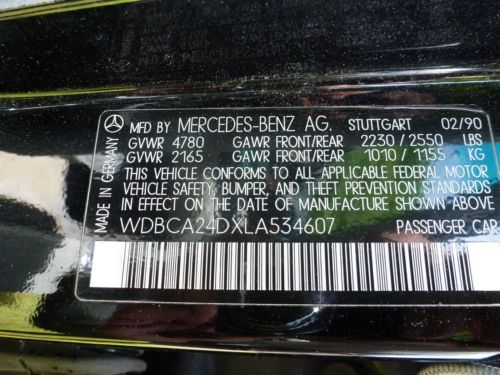 MFD BY MERCEDES-BENZ AG, STUTTGART 02/90
GVWR 4780 GAWR FRONT/REAR 2230/2550 LBS
GVWR 2165 GAWR FRONT/REAR 1010/1155 KG
THIS VEHICLE CONFORMS TO ALL APPLICABLE FEDERAL MOTOR
VEHICLE SAFETY, BUMPER, AND THEFT PREVENTION STANDARDS
IN EFFECT ON THE DATE OF MANUFACTURE SHOWN ABOVE
WDBCA24DXLA534607 PASSENGER CAR
MADE IN GERMANY